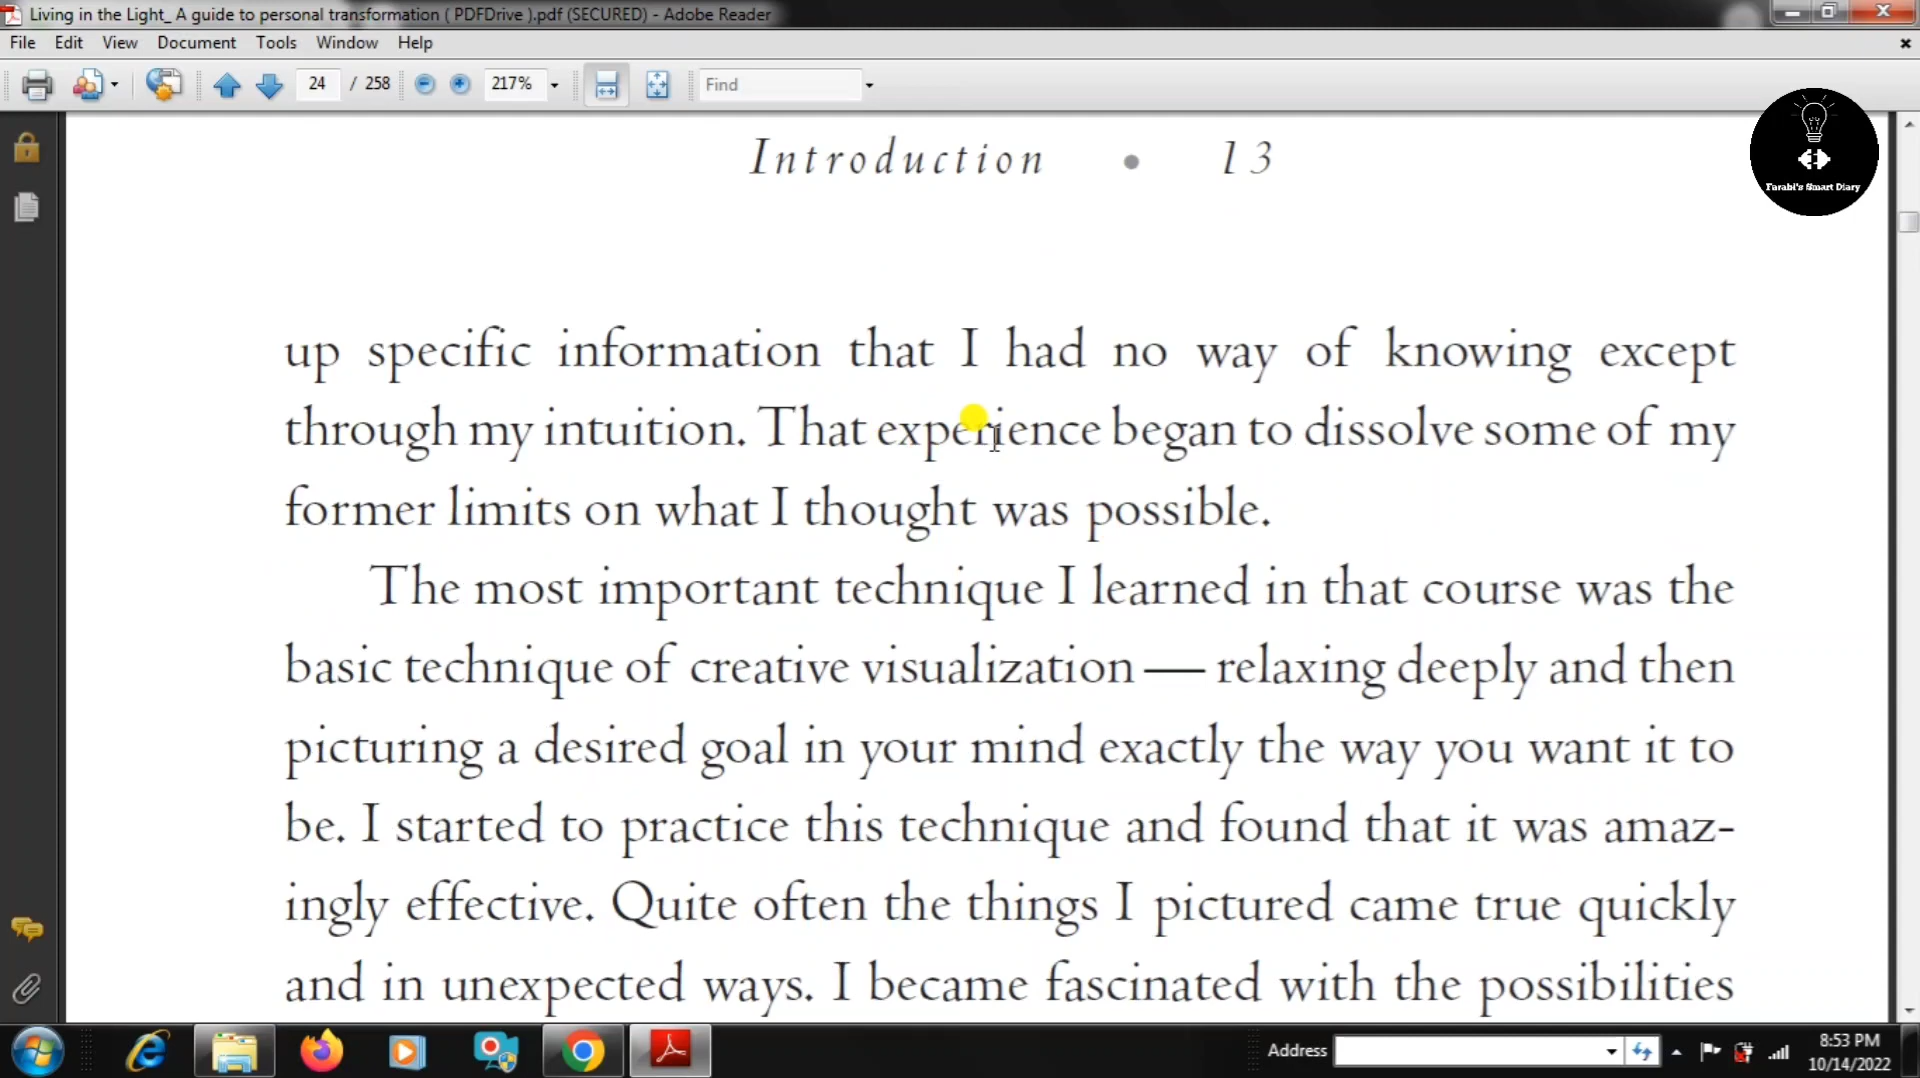 Living in the Light_ A guide to personal transformation ( PDFDrive ).pdf (SECURED) - Adobe Reader
File Edit View Document Tools Window Help
24 / 258 217% Find
Introduction • 13
Farabi's Smart Diary
up specific information that I had no way of knowing except
through my intuition. That experience began to dissolve some of my
former limits on what I thought was possible.
The most important technique I learned in that course was the
basic technique of creative visualization — relaxing deeply and then
picturing a desired goal in your mind exactly the way you want it to
be. I started to practice this technique and found that it was amaz-
ingly effective. Quite often the things I pictured came true quickly
and in unexpected ways. I became fascinated with the possibilities
Address
8:53 PM
10/14/2022